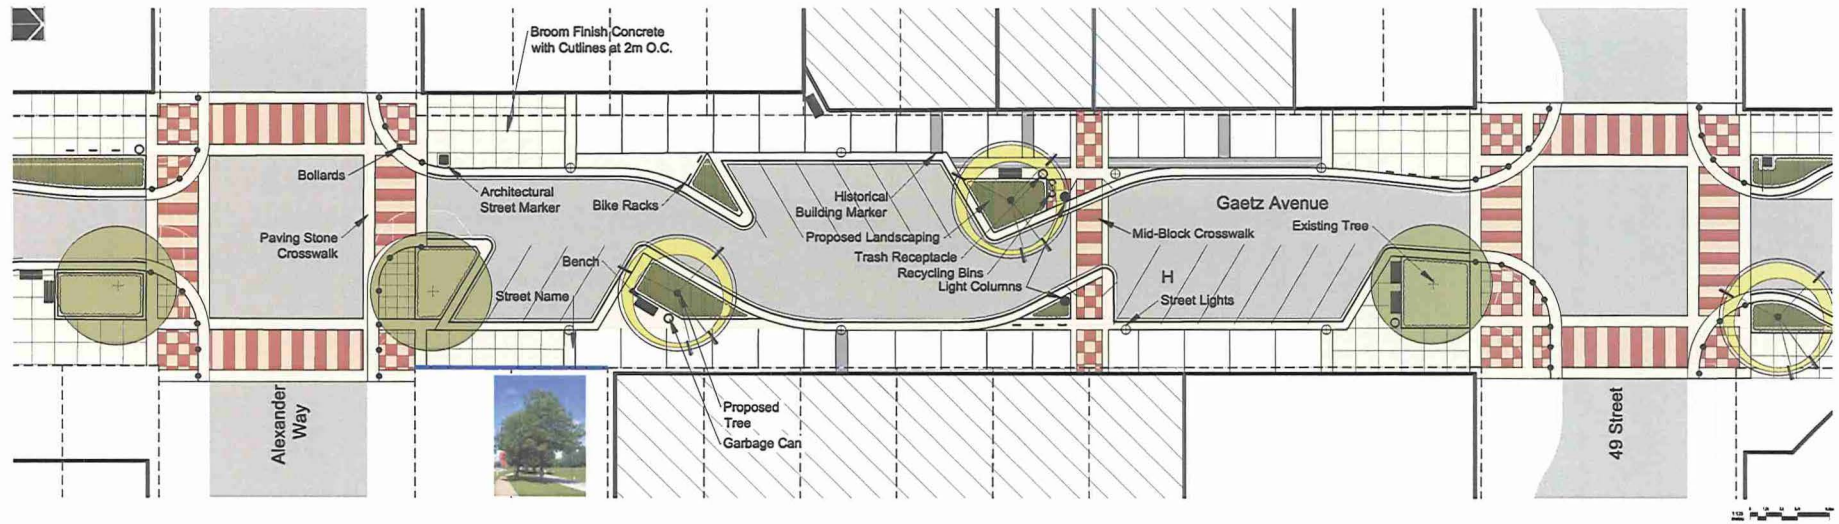 Broom Finish Concrete
with Cutlines at 2m O.C.
Bollards
Architectural
Street Marker
Bike Racks
Historical
Building Marker
Gaetz Avenue
Existing Tree
Paving Stone
Crosswalk
Proposed Landscaping
Mid-Block Crosswalk
Trash Receptacle
Bench
Recycling Bins
H
Light Columns
Street Name
Street Lights
Alexander
Way
Proposed
Tree
Garbage Can
49 Street